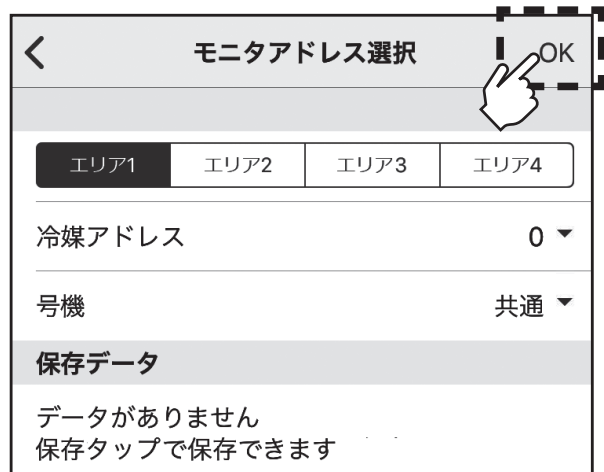 モニタアドレス選択 OK
エリア1 エリア2 エリア3 エリア4
冷媒アドレス 0
号機 共通
保存データ
データがありません
保存タップで保存できます